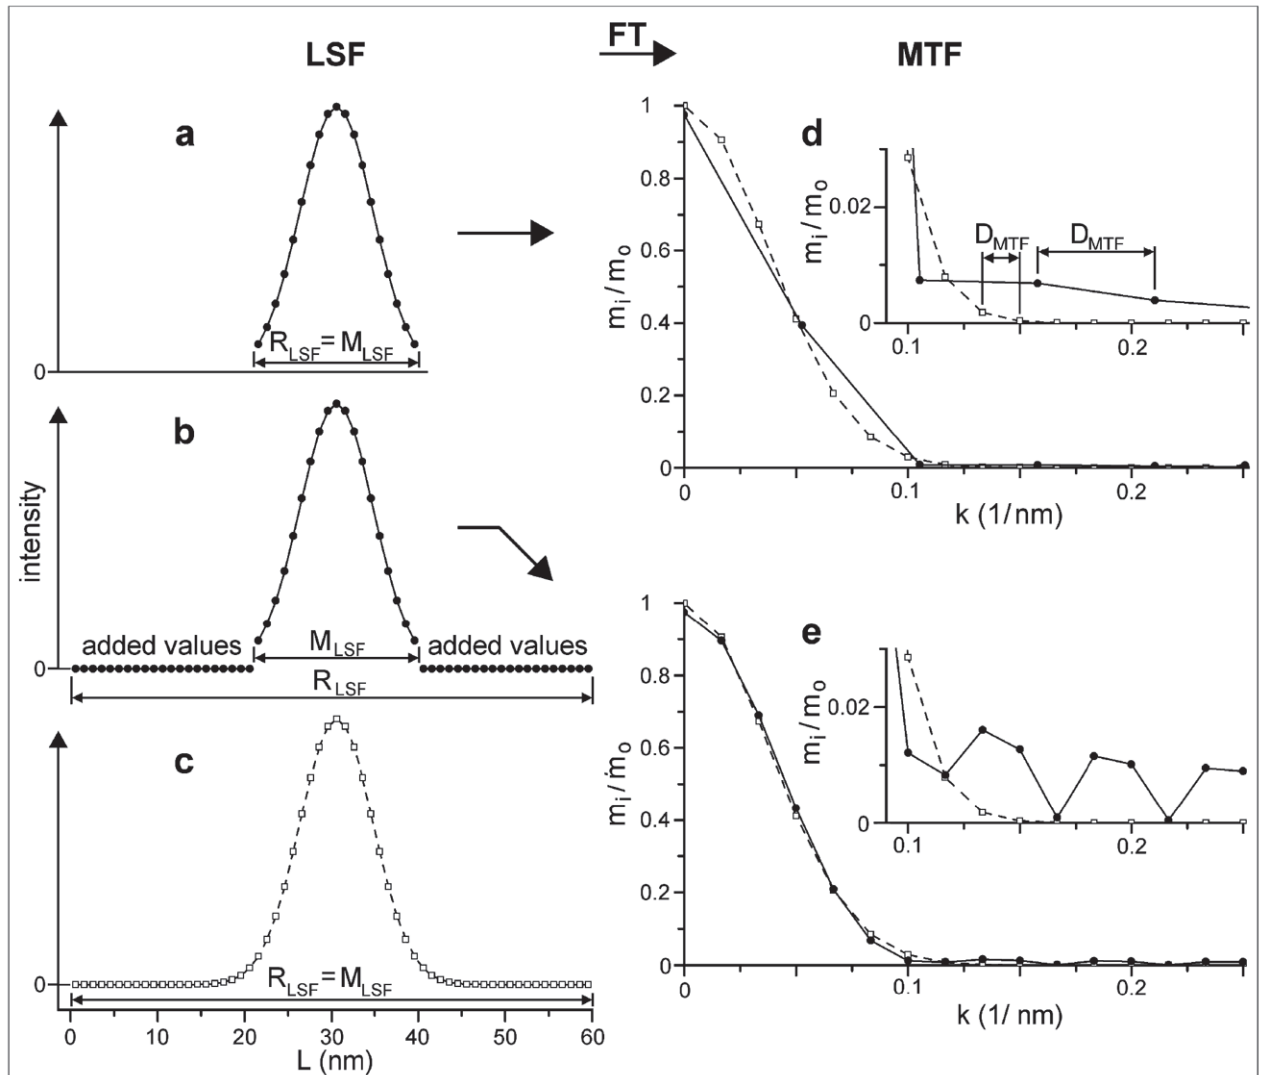 LSF
FT
MTF
a
0
R_LSF = M_LSF
b
intensity
added values
M_LSF
added values
0
R_LSF
c
0
R_LSF = M_LSF
0 10 20 30 40 50 60
L (nm)
d
1
0.8
0.6
0.4
0.2
0
m_i/m_o
0 0.1 0.2
k (1/nm)
m_i/m_o
0.02
0
D_MTF D_MTF
0.1 0.2
e
1
0.8
0.6
0.4
0.2
0
m_i/m_o
0 0.1 0.2
k (1/ nm)
m_i/m_o
0.02
0
0.1 0.2